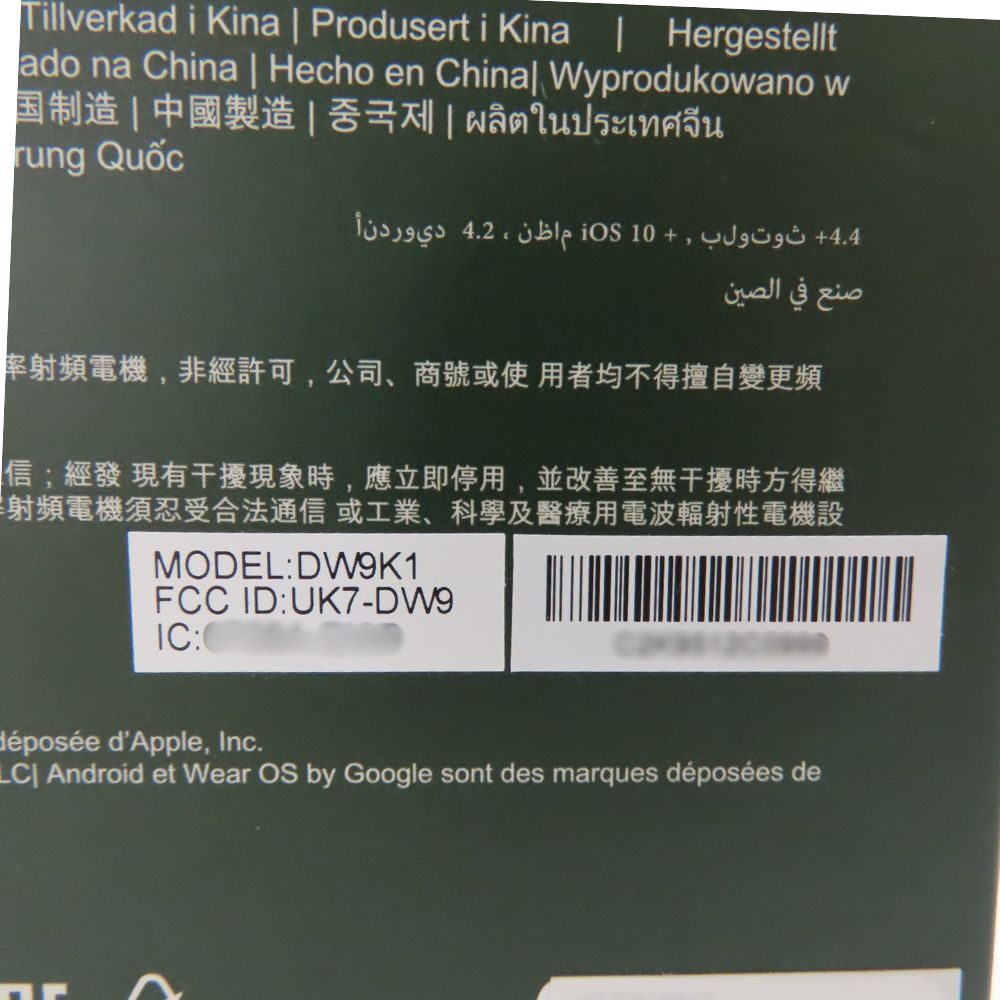 Tillverkad i Kina | Produsert i Kina | Hergestellt
ado na China | Hecho en China| Wyprodukowano w
国制造 | 中國製造 | 중국제 | ผลิตในประเทศจีน
rung Quốc
4.4+ ثوتولب , + iOS 10 ماظن ، 4.2 ديوردنأ
صنع في الصين
率射頻電機，非經許可，公司、商號或使 用者均不得擅自變更頻
信；經發 現有干擾現象時，應立即停用，並改善至無干擾時方得繼
率射頻電機須忍受合法通信 或工業、科學及醫療用電波輻射性電機設
MODEL:DW9K1
FCC ID:UK7-DW9
IC:
déposée d'Apple, Inc.
LC| Android et Wear OS by Google sont des marques déposées de